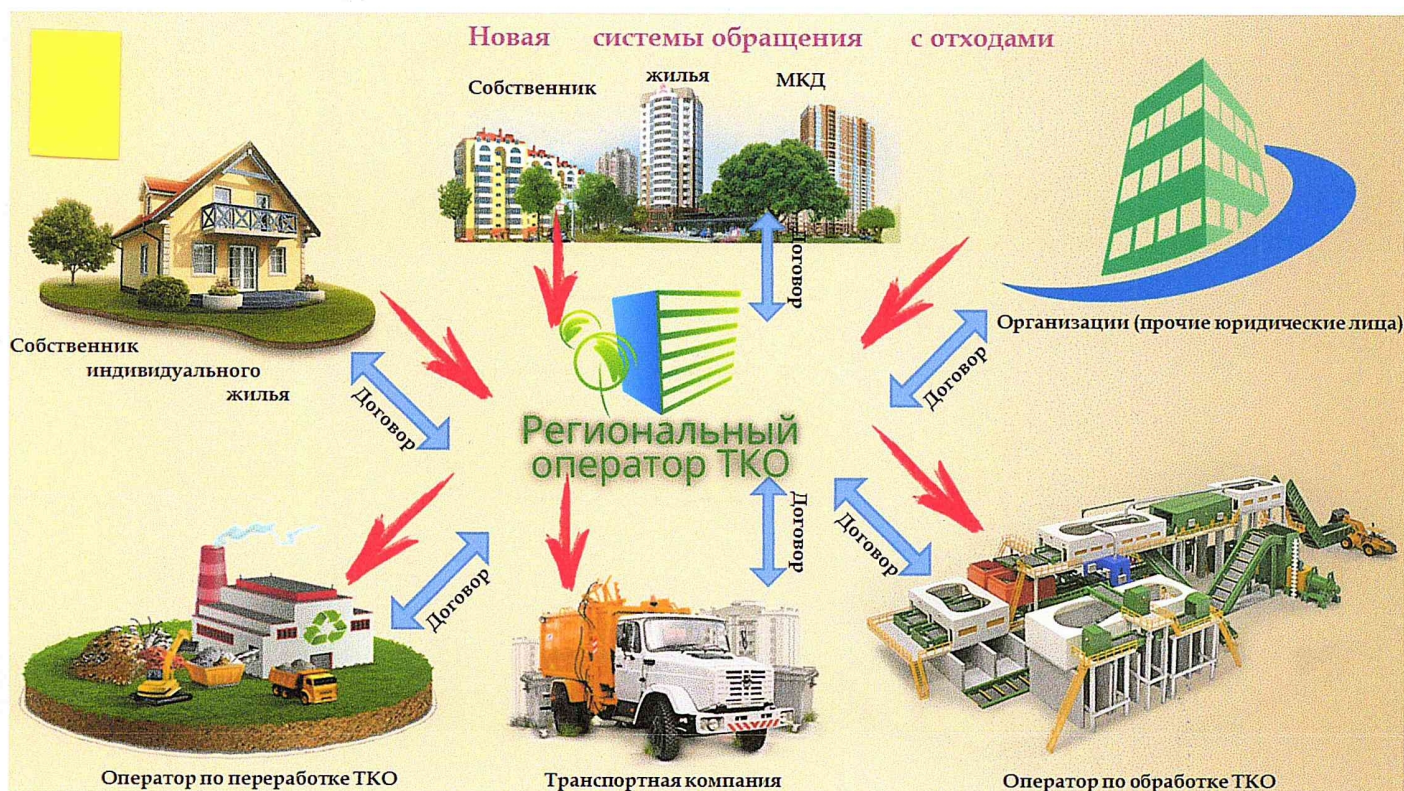 Новая системы обращения с отходами
Собственник жилья МКД
Договор
Организации (прочие юридические лица)
Собственник
индивидуального
жилья
Договор
Договор
Региональный
оператор ТКО
Договор
Договор
Договор
Оператор по переработке ТКО
Транспортная компания
Оператор по обработке ТКО